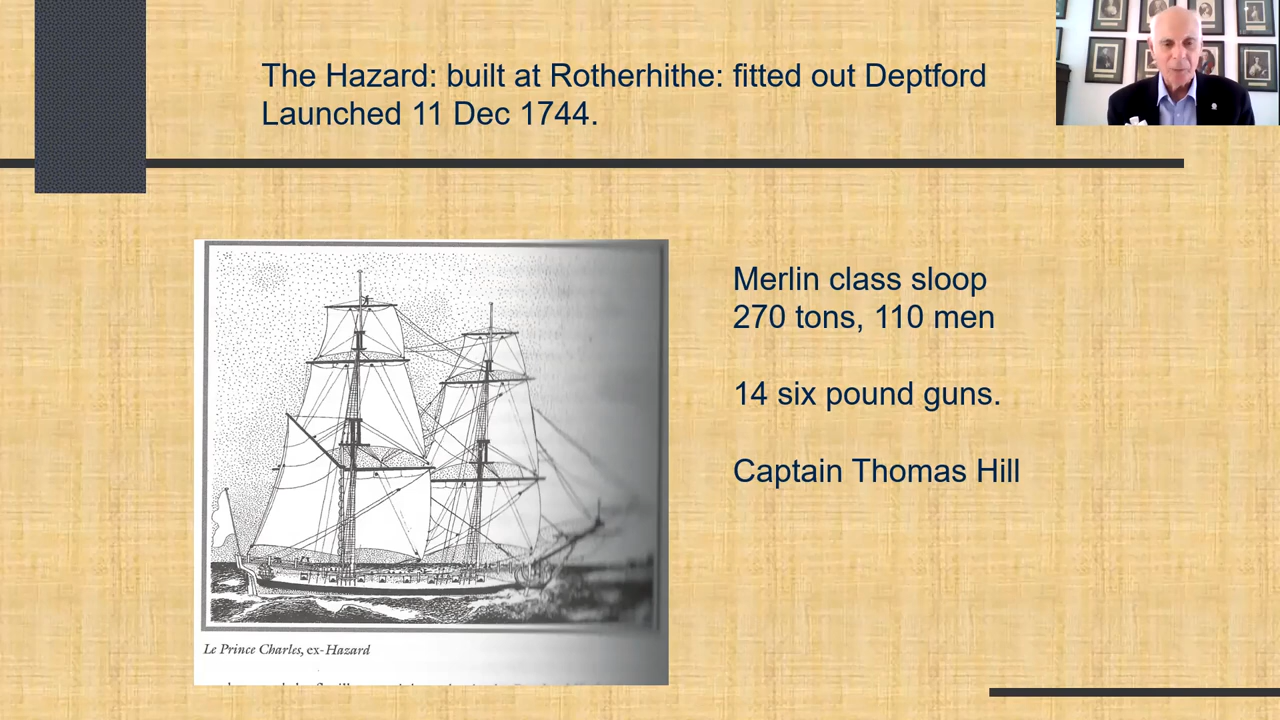 The Hazard: built at Rotherhithe: fitted out Deptford
Launched 11 Dec 1744.
Merlin class sloop
270 tons, 110 men
14 six pound guns.
Captain Thomas Hill
Le Prince Charles, ex-Hazard